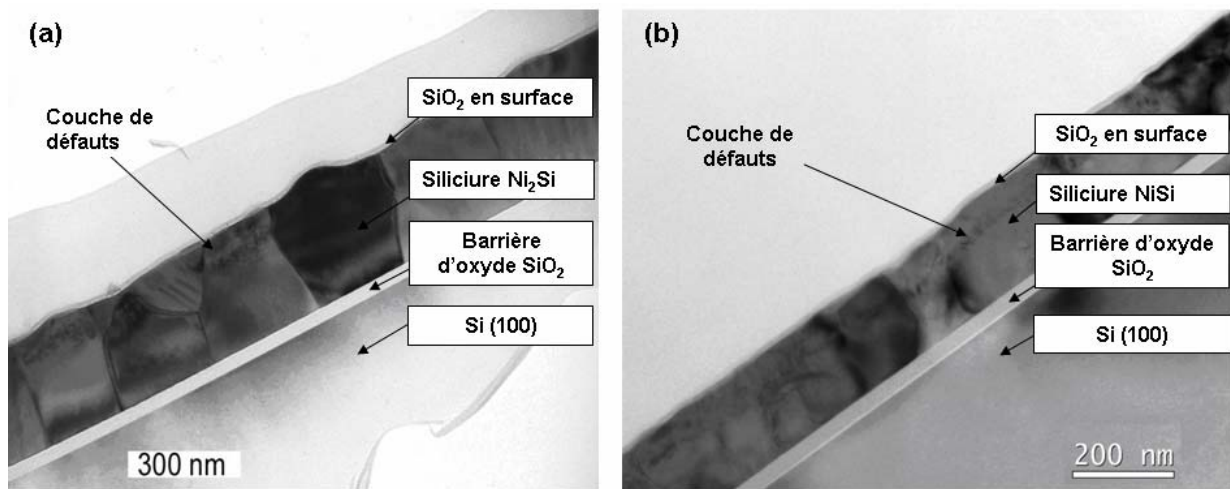 (a)
Couche de
défauts
SiO₂ en surface
Siliciure Ni₂Si
Barrière
d'oxyde SiO₂
Si (100)
300 nm
(b)
Couche de
défauts
SiO₂ en surface
Siliciure NiSi
Barrière d'oxyde
SiO₂
Si (100)
200 nm